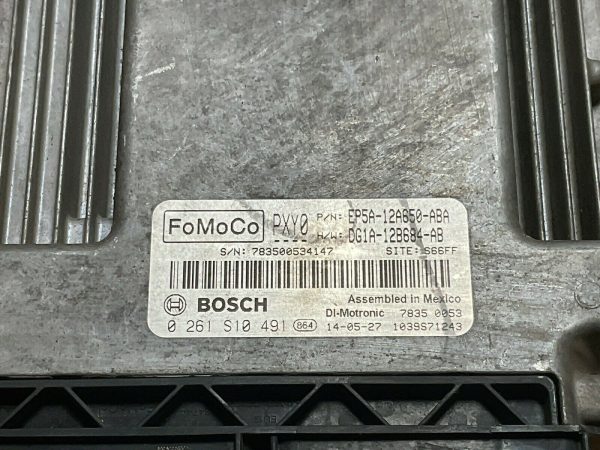 FoMoCo PXY0 P/N: EP5A-12A650-ABA
H/W: DG1A-12B684-AB
S/N: 783500534147 SITE: S66FF
BOSCH Assembled in Mexico
DI-Motronic 7835 0053
0 261 S10 491 864 14-05-27 1039S71243